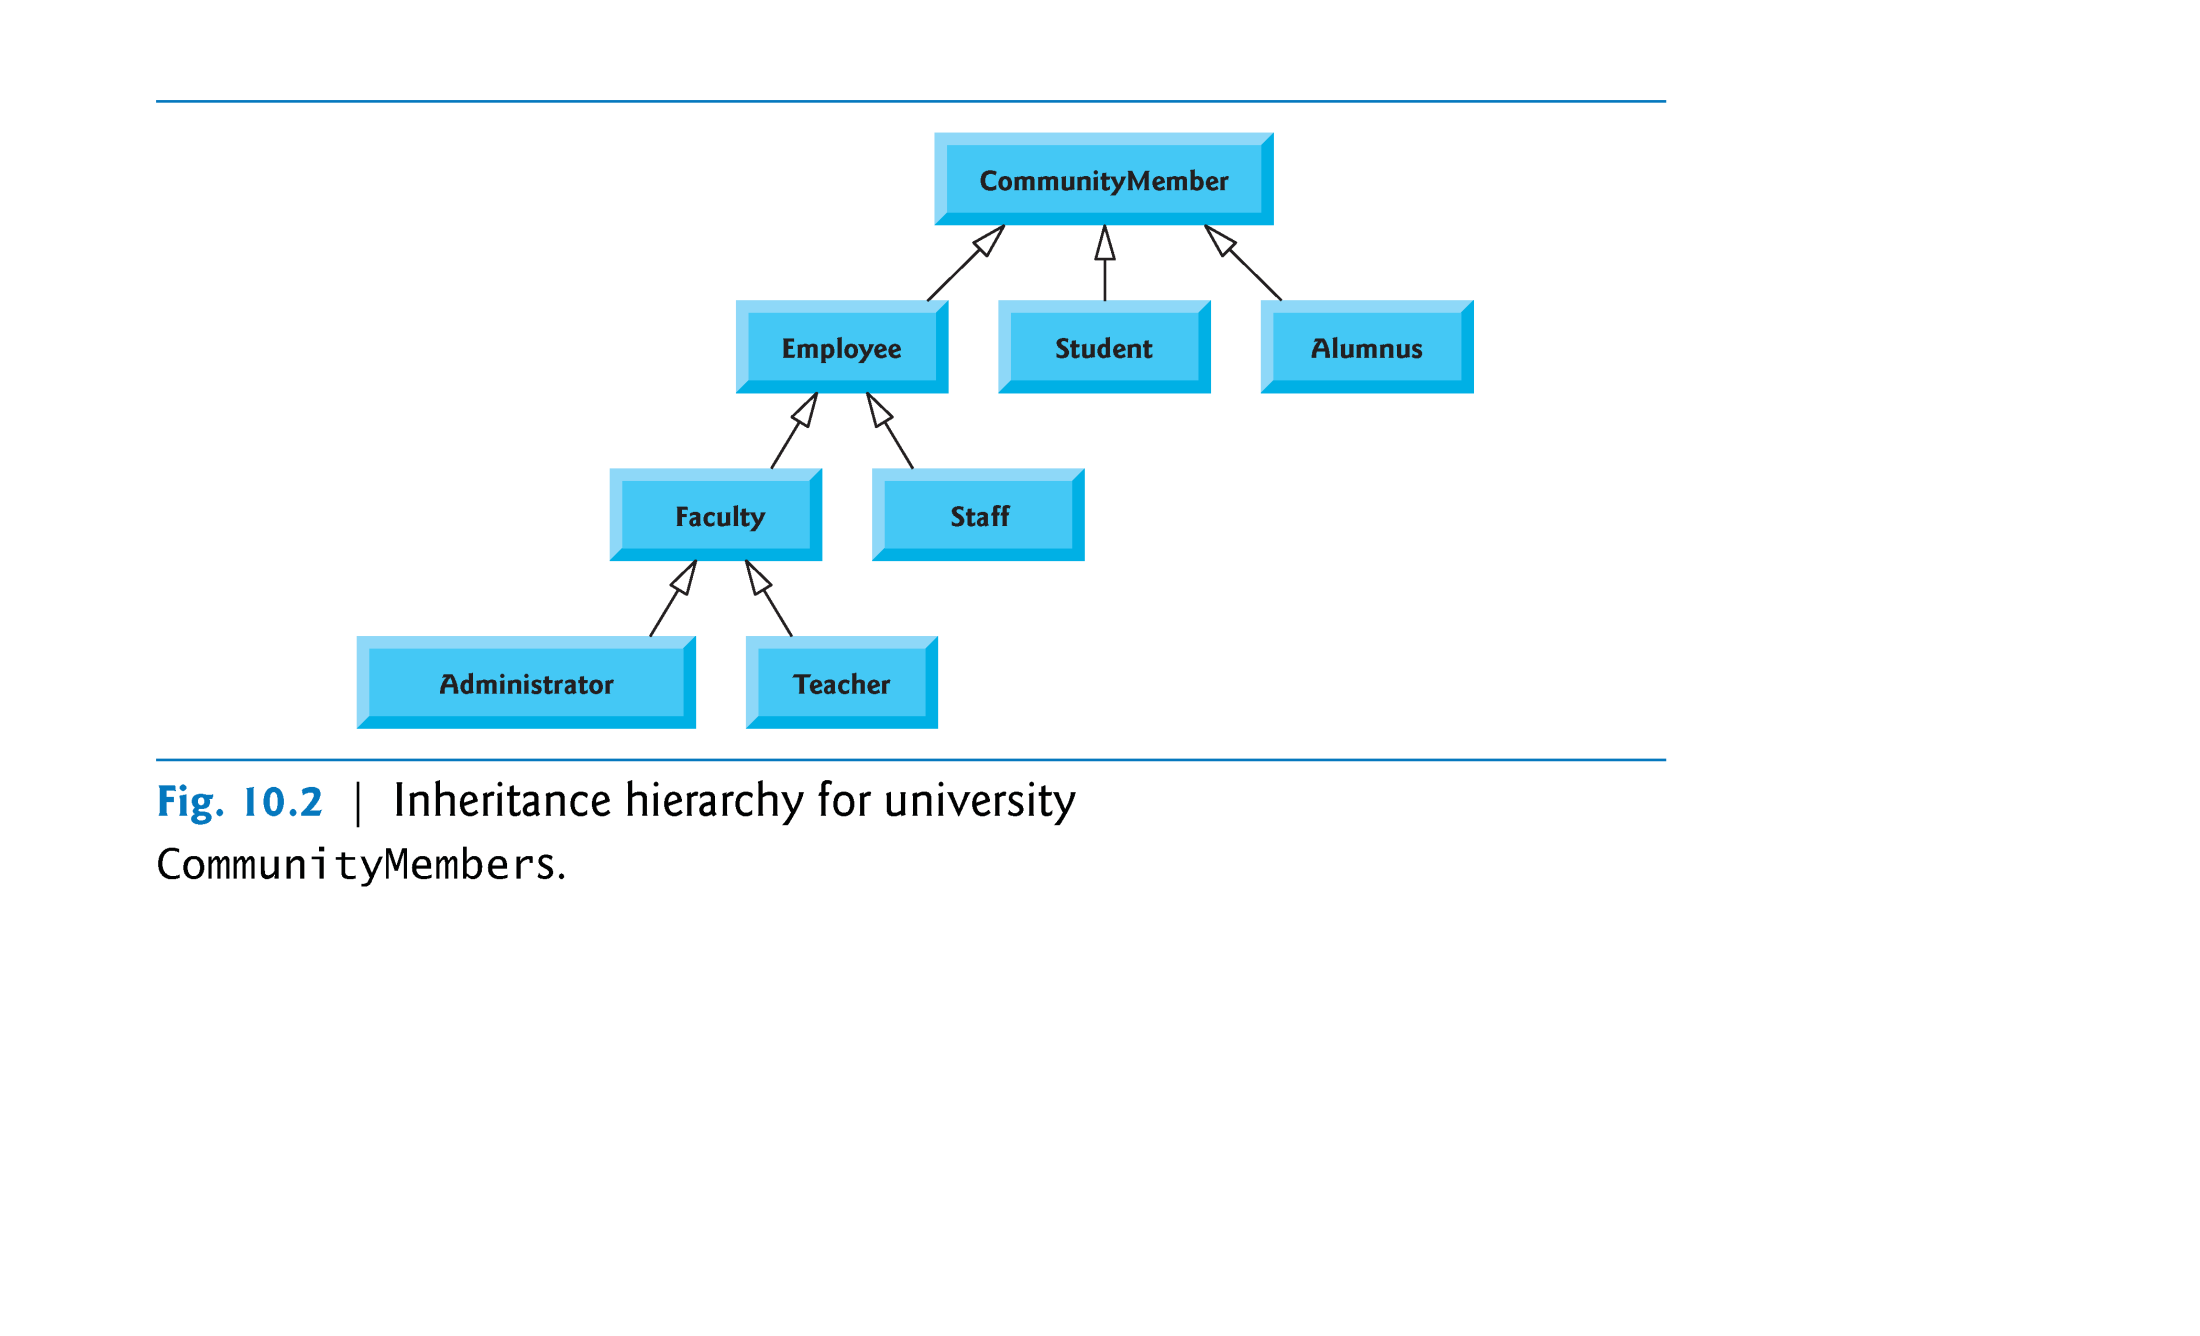 CommunityMember
Employee Student Alumnus
Faculty Staff
Administrator Teacher
Fig. 10.2 | Inheritance hierarchy for university
CommunityMembers.